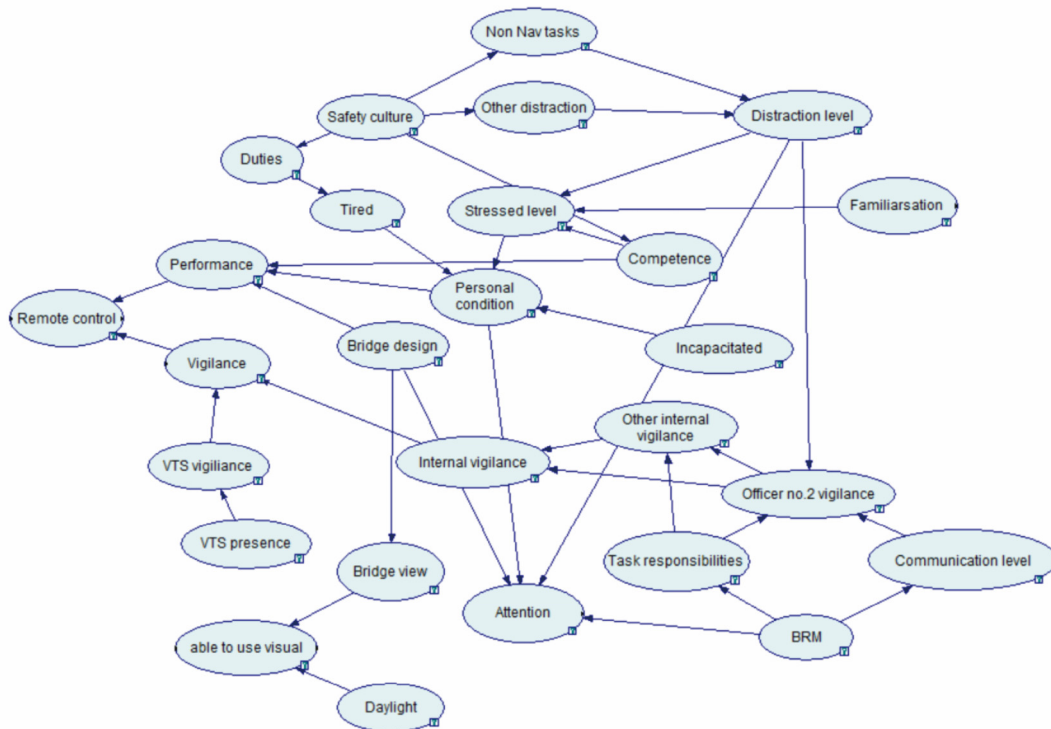 Non Nav tasks
Safety culture
Other distraction
Distraction level
Duties
Tired
Stressed level
Familiarsation
Performance
Competence
Personal
condition
Remote control
Bridge design
Incapacitated
Vigilance
Other internal
vigilance
VTS vigiliance
Internal vigilance
Officer no.2 vigilance
VTS presence
Bridge view
Task responsibilities
Communication level
Attention
BRM
able to use visual
Daylight